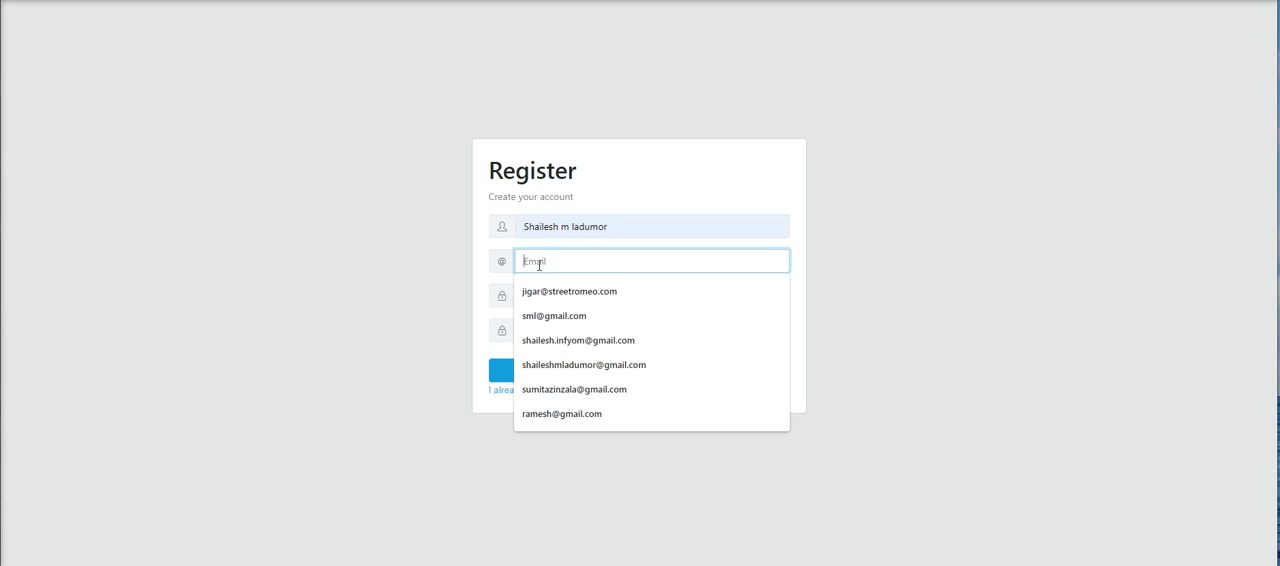 Register
Create your account
Shailesh m ladumor
@ Email
jigar@streetromeo.com
sml@gmail.com
shailesh.infyom@gmail.com
shaileshmladumor@gmail.com
sumitazinzala@gmail.com
I alrea
ramesh@gmail.com